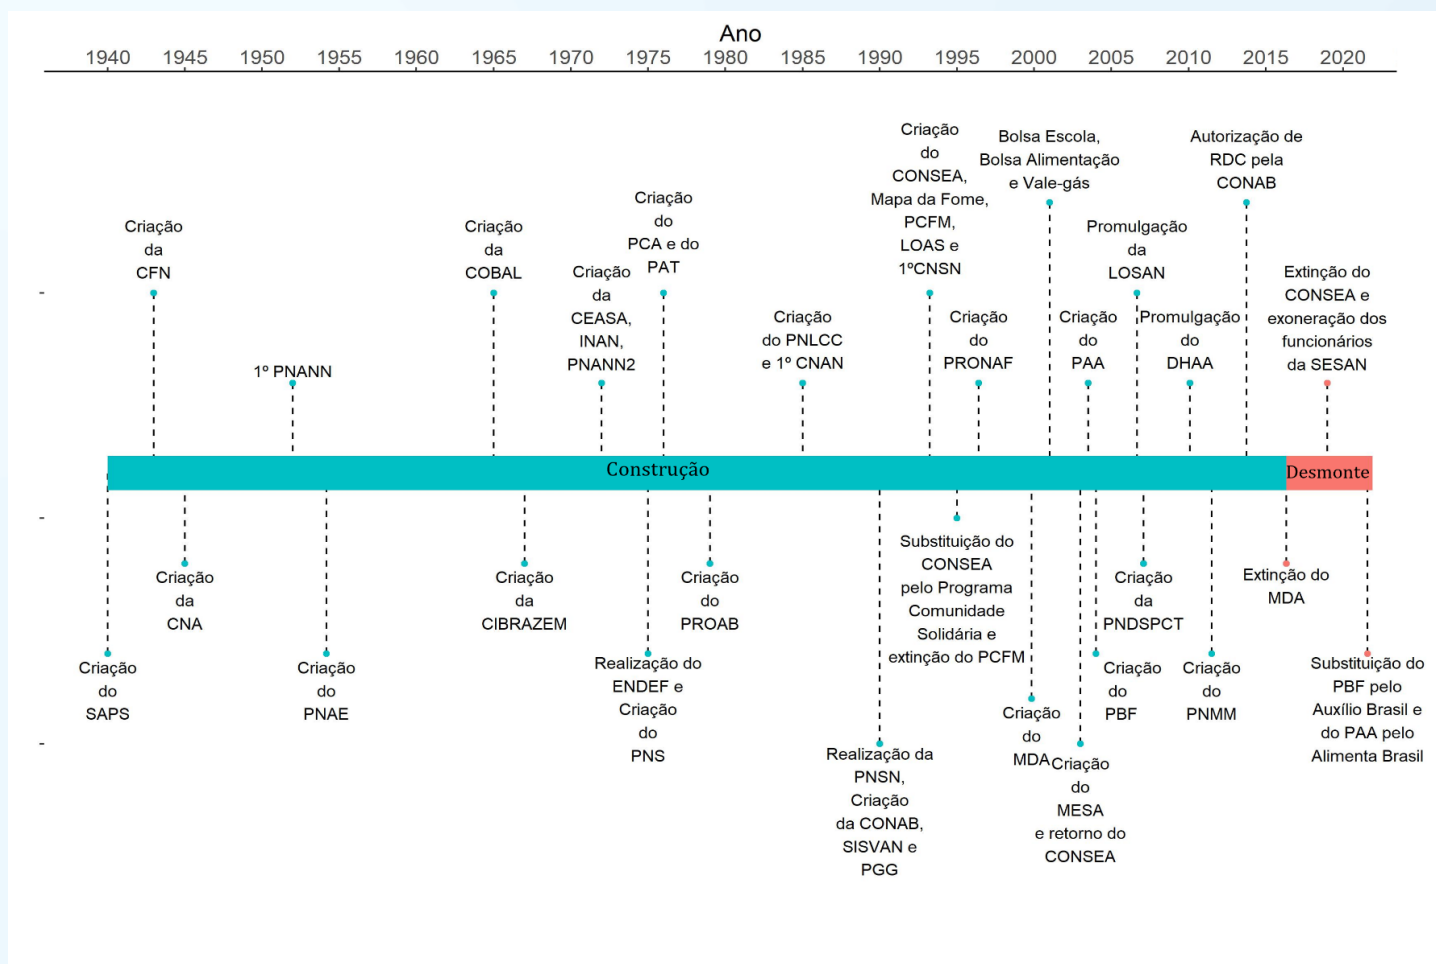 Ano
1940 1945 1950 1955 1960 1965 1970 1975 1980 1985 1990 1995 2000 2005 2010 2015 2020
Criação
da
CFN
1º PNANN
Criação
da
COBAL
Criação
da
CEASA,
INAN,
PNANN2
Criação
do
PCA e do
PAT
Criação
do PNLCC
e 1º CNAN
Criação
do
CONSEA,
Mapa da Fome,
PCFM,
LOAS e
1ºCNSN
Criação
do
PRONAF
Bolsa Escola,
Bolsa Alimentação
e Vale-gás
Criação
do
PAA
Promulgação
da
LOSAN
Promulgação
do
DHAA
Autorização de
RDC pela
CONAB
Extinção do
CONSEA e
exoneração dos
funcionários
da SESAN
Construção
Desmonte
Criação
do
SAPS
Criação
da
CNA
Criação
do
PNAE
Criação
da
CIBRAZEM
Realização do
ENDEF e
Criação
do
PNS
Criação
do
PROAB
Realização da
PNSN,
Criação
da CONAB,
SISVAN e
PGG
Substituição do
CONSEA
pelo Programa
Comunidade
Solidária e
extinção do PCFM
Criação
do
MDA
Criação
do
MESA
e retorno do
CONSEA
Criação
do
PBF
Criação
da
PNDSPCT
Criação
do
PNMM
Extinção do
MDA
Substituição do
PBF pelo
Auxílio Brasil e
do PAA pelo
Alimenta Brasil